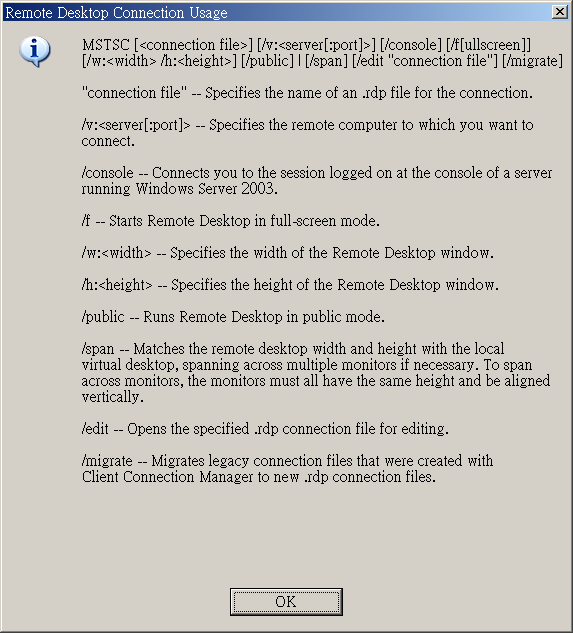 Remote Desktop Connection Usage
MSTSC [<connection file>] [/v:<server[:port]>] [/console] [/f[ullscreen]]
[/w:<width> /h:<height>] [/public] | [/span] [/edit "connection file"] [/migrate]
"connection file" -- Specifies the name of an .rdp file for the connection.
/v:<server[:port]> -- Specifies the remote computer to which you want to
connect.
/console -- Connects you to the session logged on at the console of a server
running Windows Server 2003.
/f -- Starts Remote Desktop in full-screen mode.
/w:<width> -- Specifies the width of the Remote Desktop window.
/h:<height> -- Specifies the height of the Remote Desktop window.
/public -- Runs Remote Desktop in public mode.
/span -- Matches the remote desktop width and height with the local
virtual desktop, spanning across multiple monitors if necessary. To span
across monitors, the monitors must all have the same height and be aligned
vertically.
/edit -- Opens the specified .rdp connection file for editing.
/migrate -- Migrates legacy connection files that were created with
Client Connection Manager to new .rdp connection files.
OK